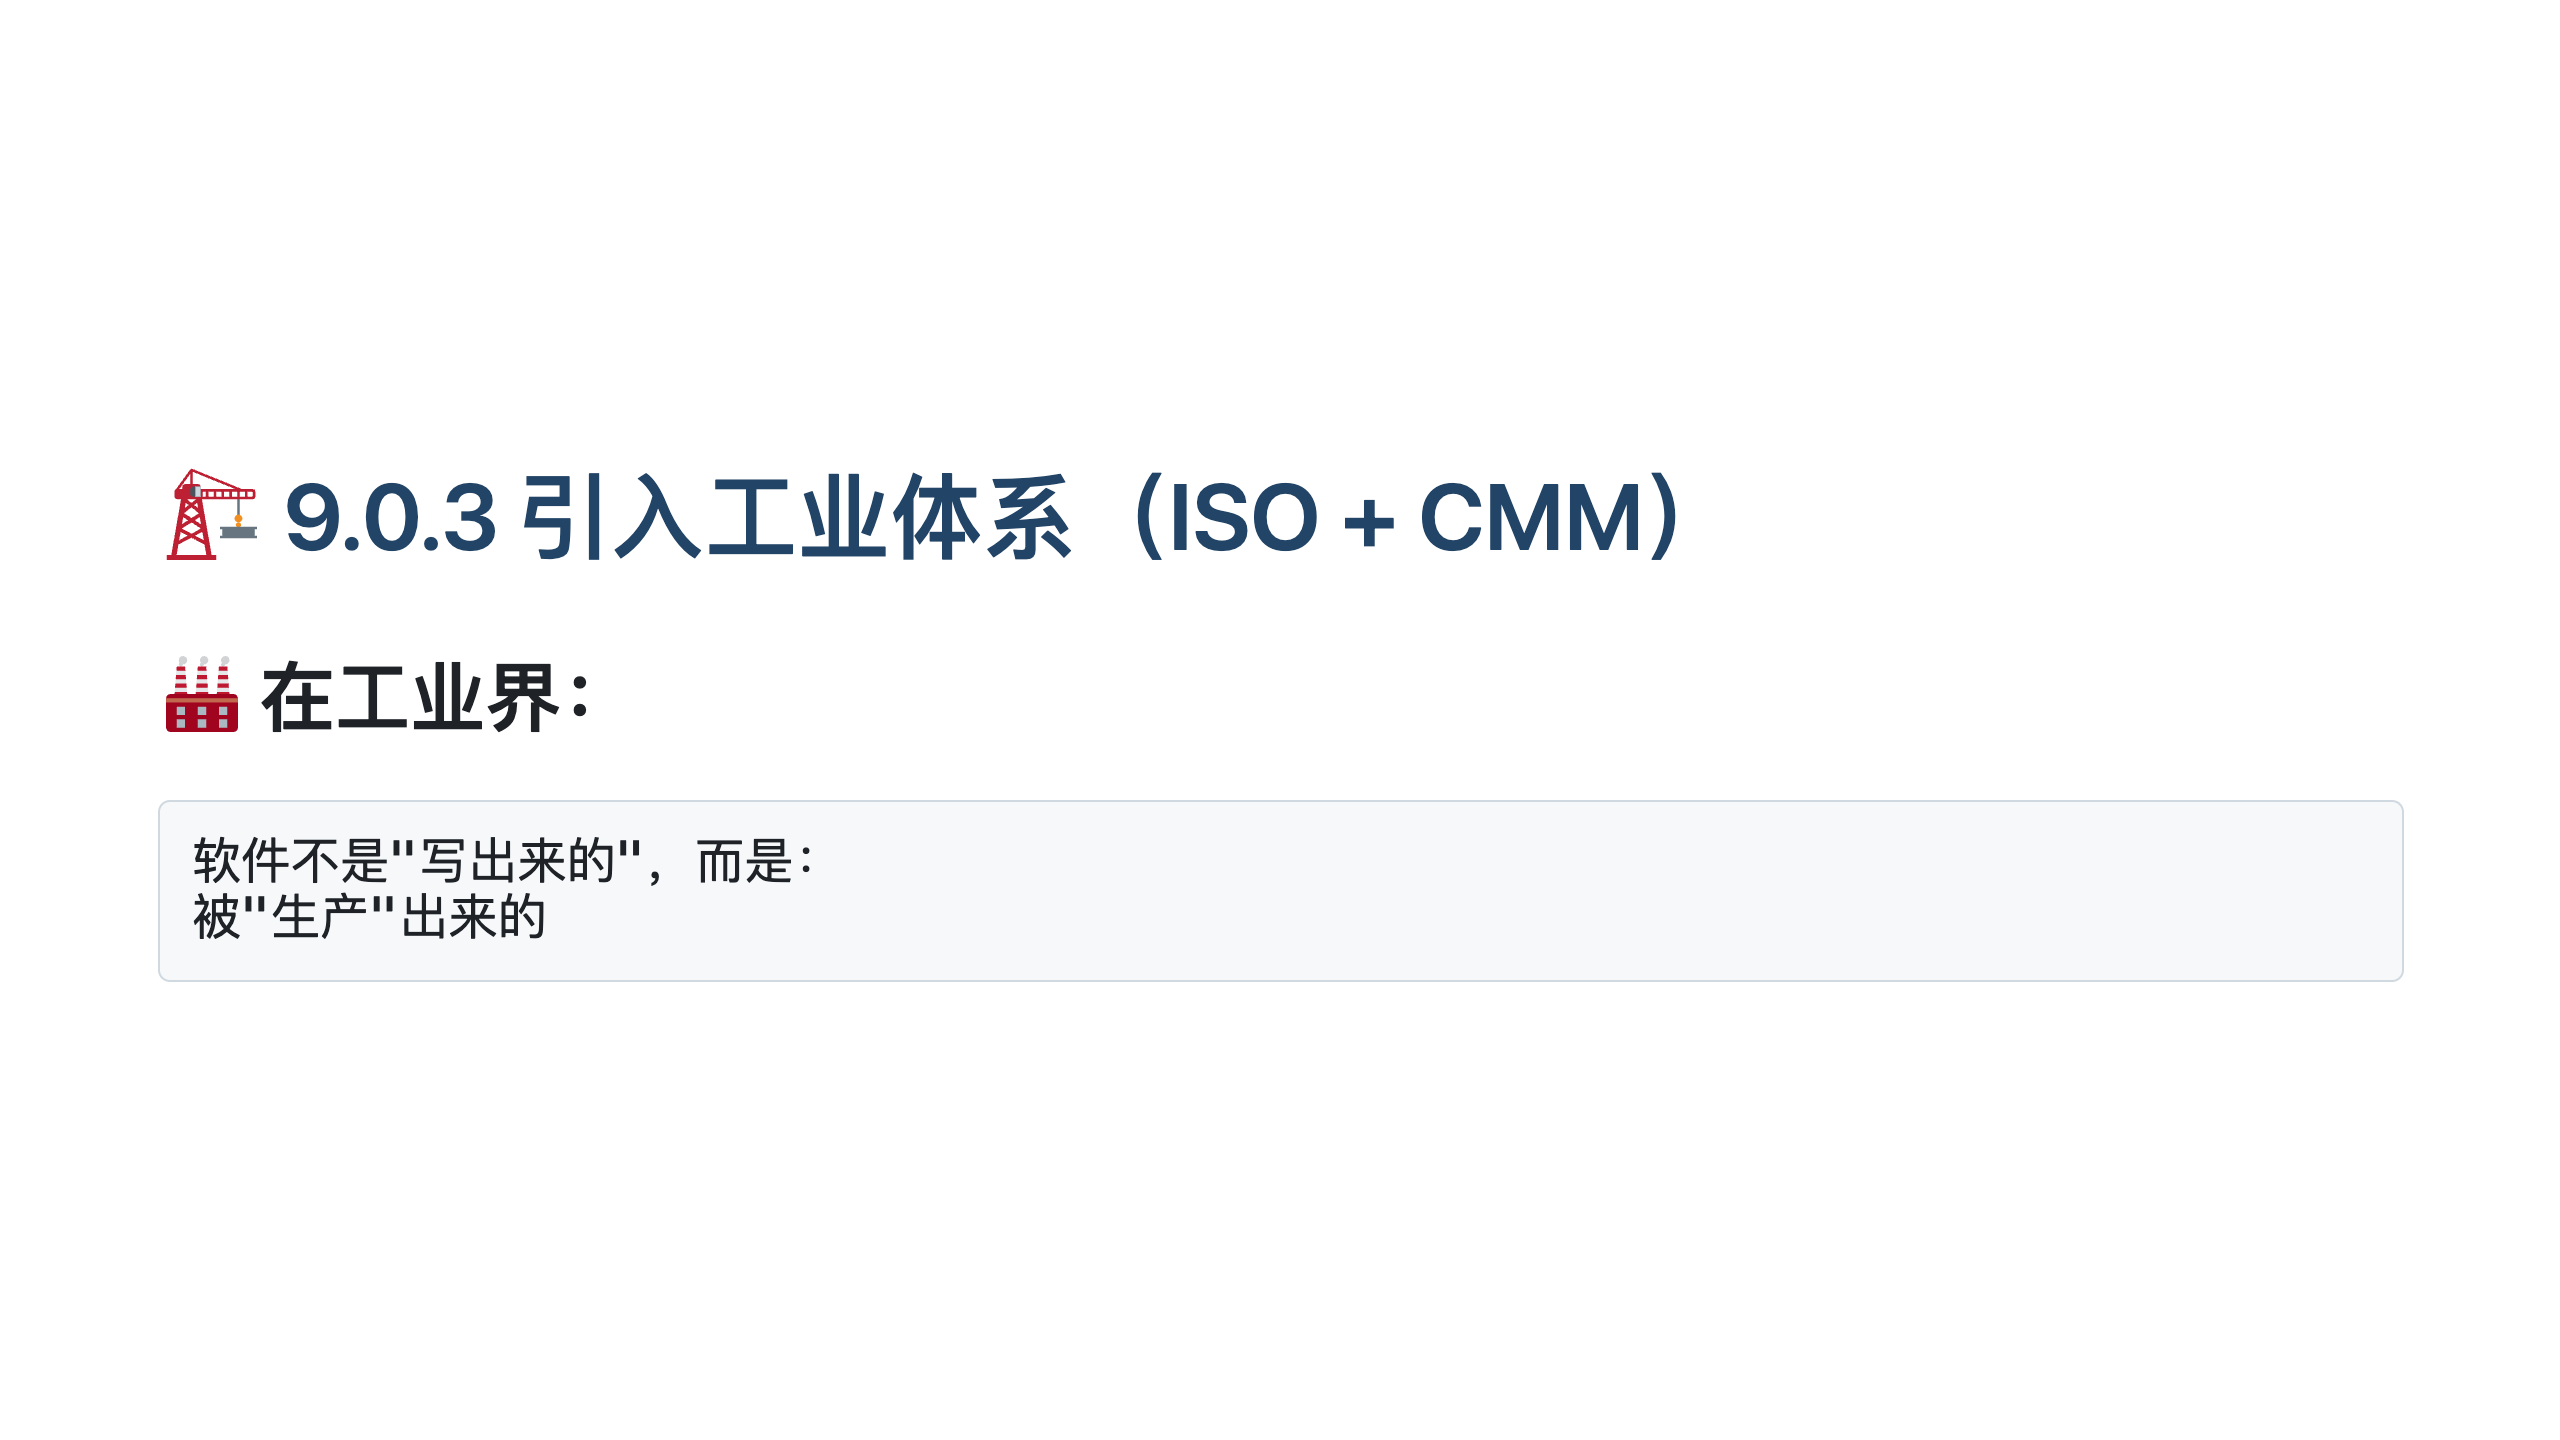 🏗️ 9.0.3 引入工业体系（ISO + CMM）
🏭 在工业界：
软件不是"写出来的"，而是：
被"生产"出来的